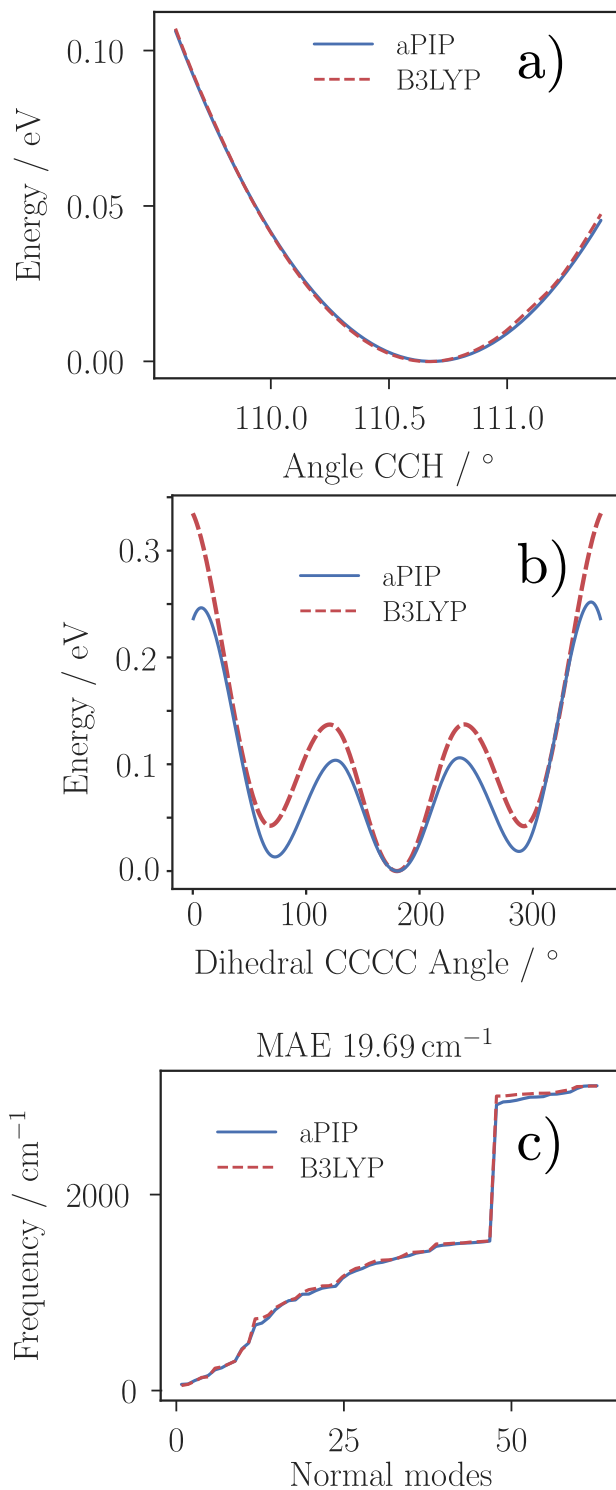 0.10
aPIP
B3LYP
a)
Energy / eV
0.05
0.00
110.0 110.5 111.0
Angle CCH / °
0.3
aPIP
B3LYP
b)
Energy / eV
0.2
0.1
0.0
0 100 200 300
Dihedral CCCC Angle / °
MAE 19.69 cm⁻¹
aPIP
B3LYP
c)
Frequency / cm⁻¹
2000
0
0 25 50
Normal modes